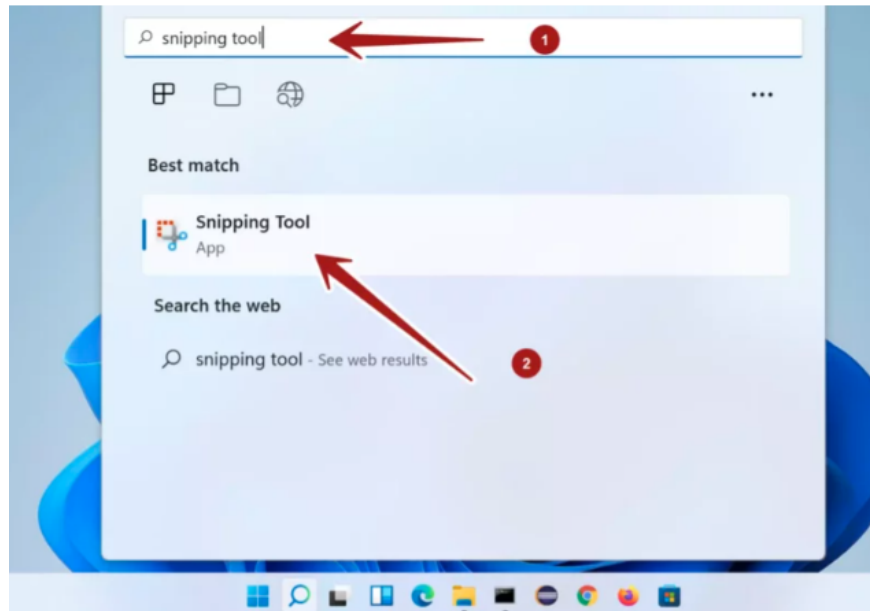 snipping tool
1
Best match
Snipping Tool
App
Search the web
snipping tool - See web results
2